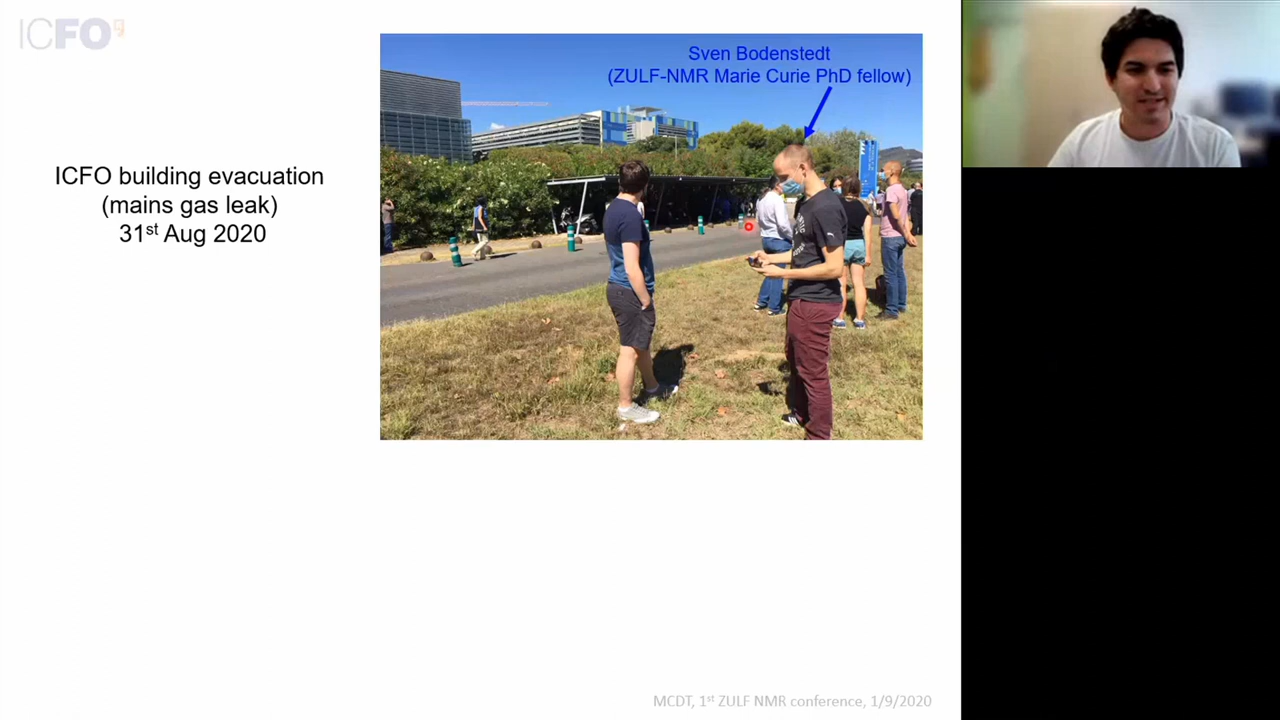 ICFO
Sven Bodenstedt
(ZULF-NMR Marie Curie PhD fellow)
ICFO building evacuation
(mains gas leak)
31st Aug 2020
MCDT, 1st ZULF NMR conference, 1/9/2020